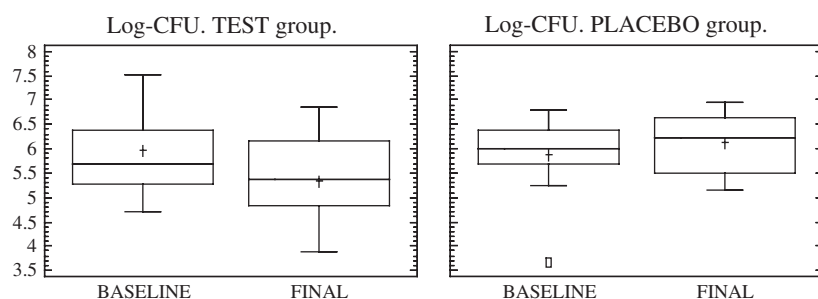 Log-CFU. TEST group.
Log-CFU. PLACEBO group.
8
7.5
7
6.5
6
5.5
5
4.5
4
3.5
BASELINE
FINAL
BASELINE
FINAL